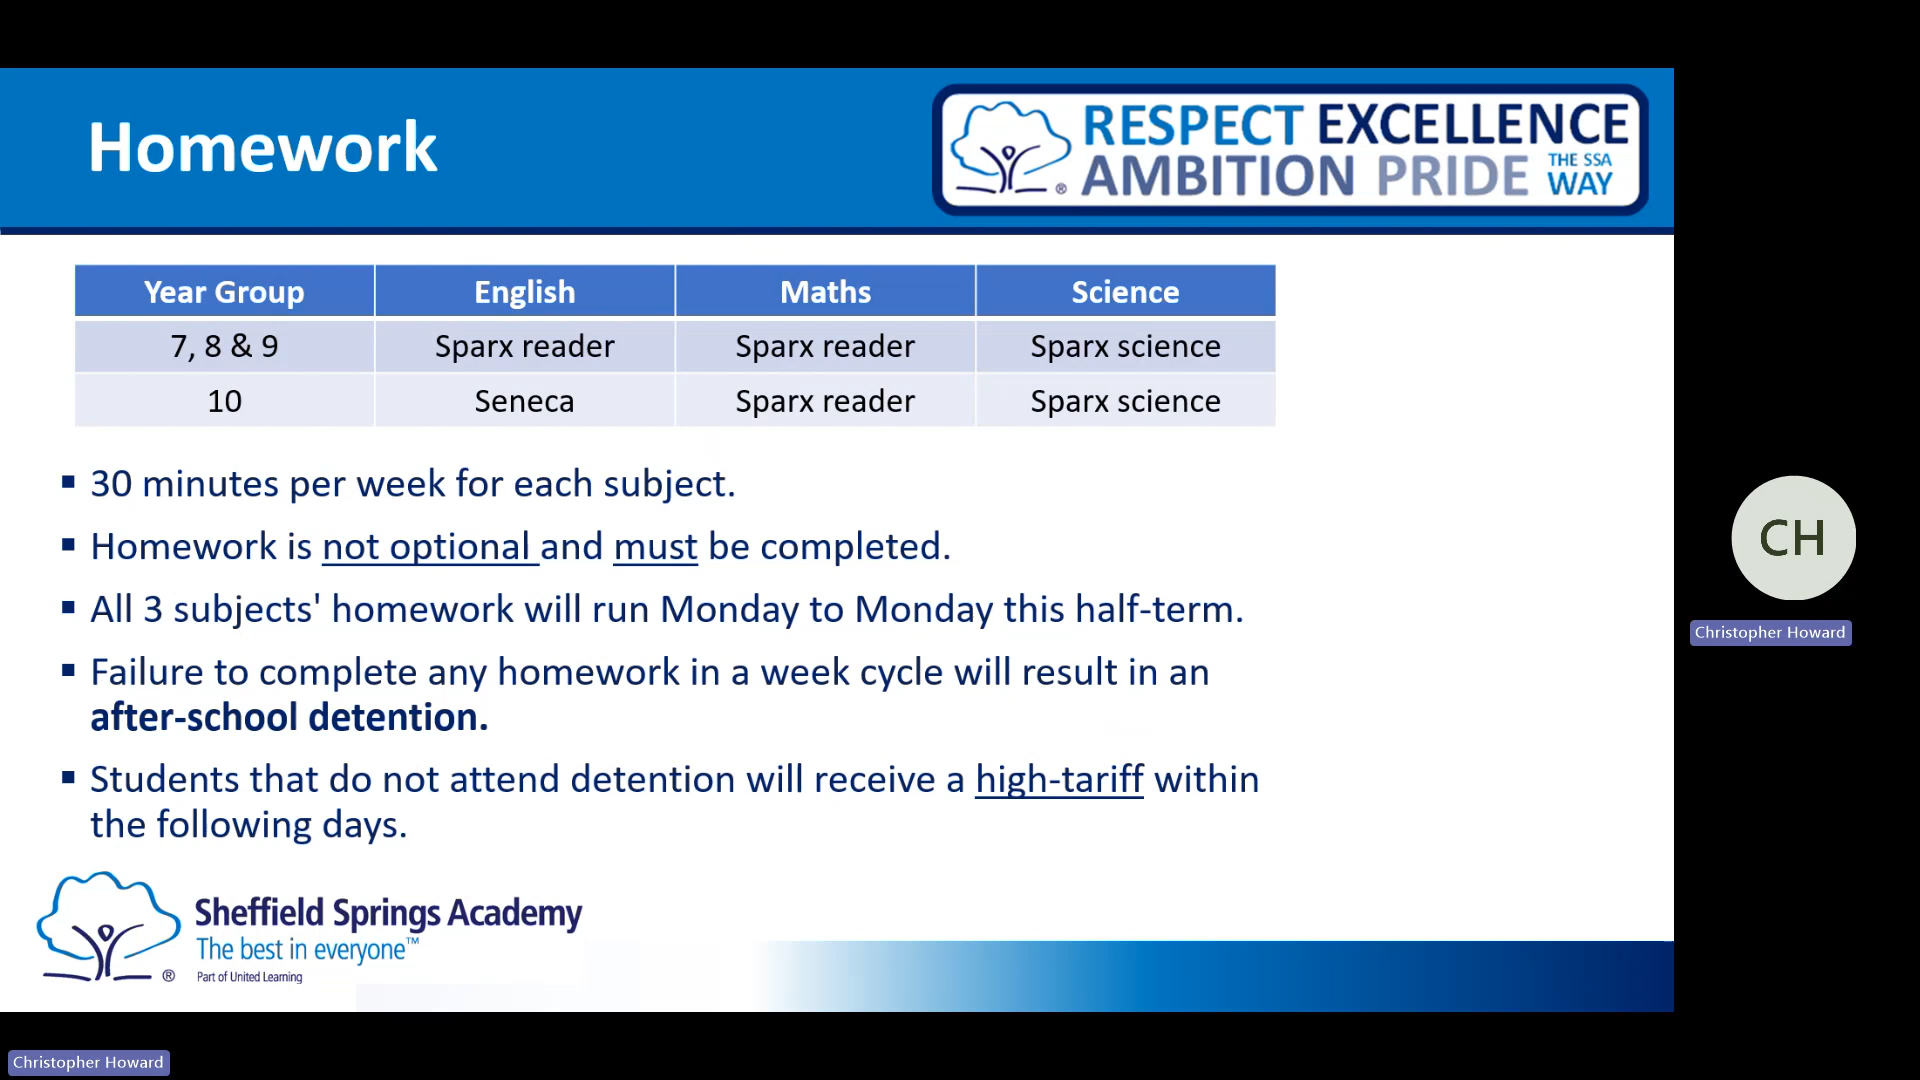 Homework
RESPECT EXCELLENCE
AMBITION PRIDE THE SSA WAY
®
Year Group English Maths Science
7, 8 & 9 Sparx reader Sparx reader Sparx science
10 Seneca Sparx reader Sparx science
▪ 30 minutes per week for each subject.
▪ Homework is not optional and must be completed.
▪ All 3 subjects' homework will run Monday to Monday this half-term.
▪ Failure to complete any homework in a week cycle will result in an
after-school detention.
▪ Students that do not attend detention will receive a high-tariff within
the following days.
Sheffield Springs Academy
The best in everyone™
® Part of United Learning
CH
Christopher Howard
Christopher Howard